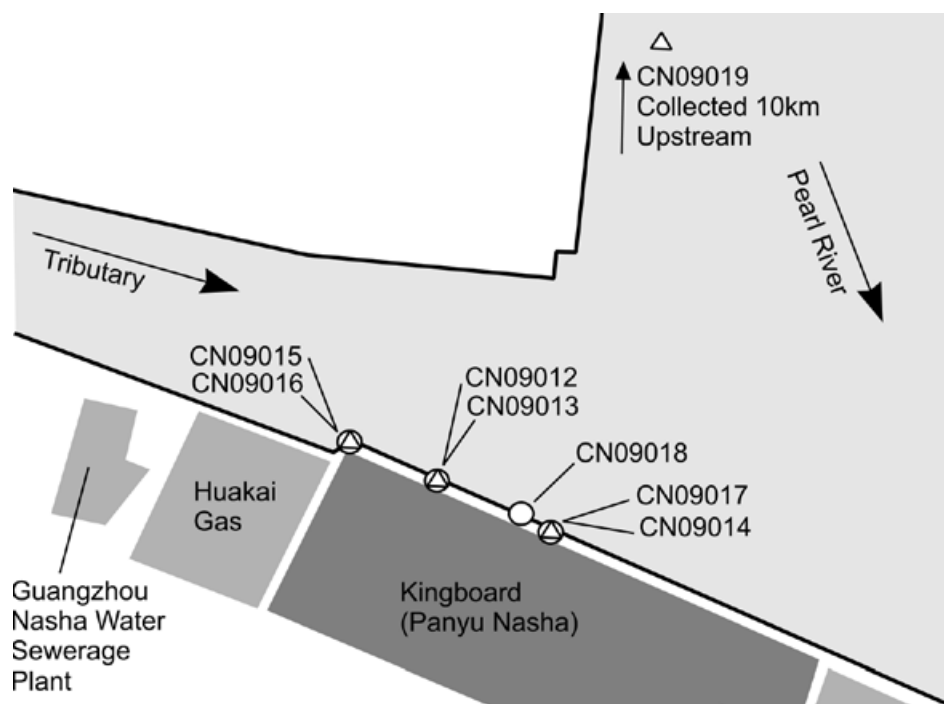 CN09019
Collected 10km
Upstream
Pearl River
Tributary
CN09015
CN09016
CN09012
CN09013
CN09018
CN09017
CN09014
Huakai
Gas
Kingboard
(Panyu Nasha)
Guangzhou
Nasha Water
Sewerage
Plant